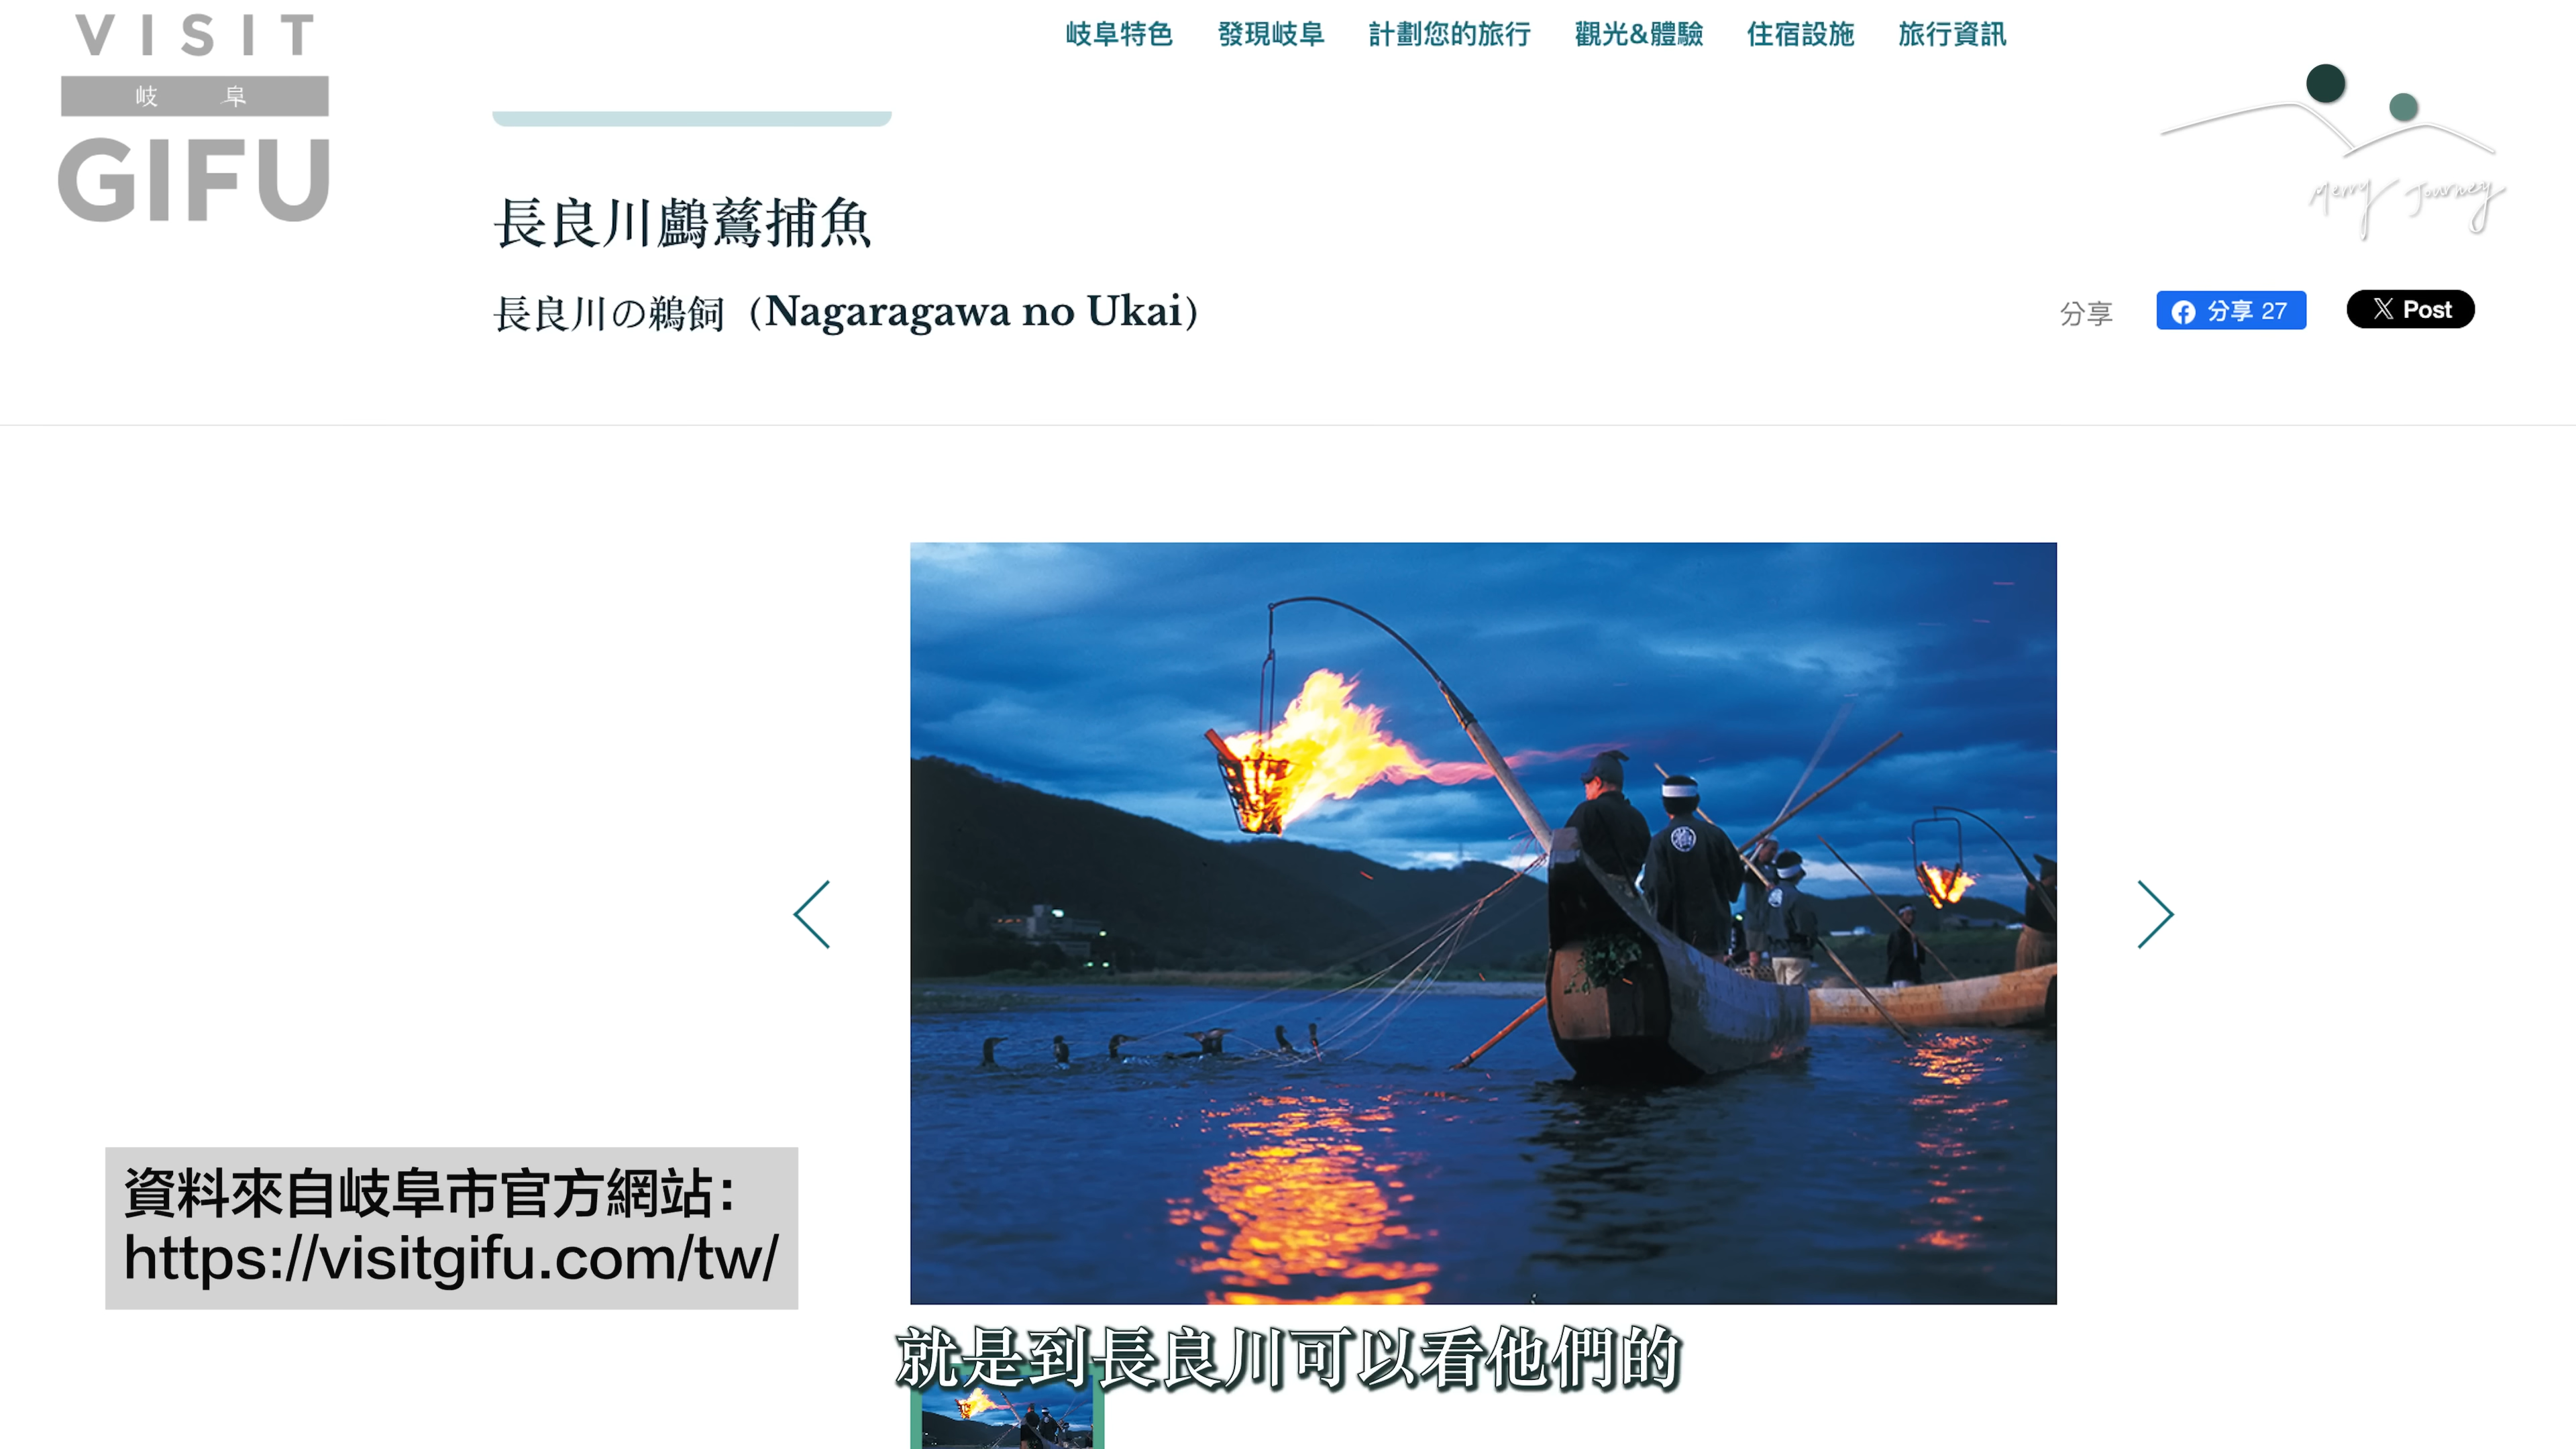 VISIT
岐阜
GIFU
岐阜特色 發現岐阜 計劃您的旅行 觀光&體驗 住宿設施 旅行資訊
Merry Journey
長良川鸕鶿捕魚
長良川の鵜飼（Nagaragawa no Ukai）
分享 分享 27 X Post
資料來自岐阜市官方網站：
https://visitgifu.com/tw/
就是到長良川可以看他們的